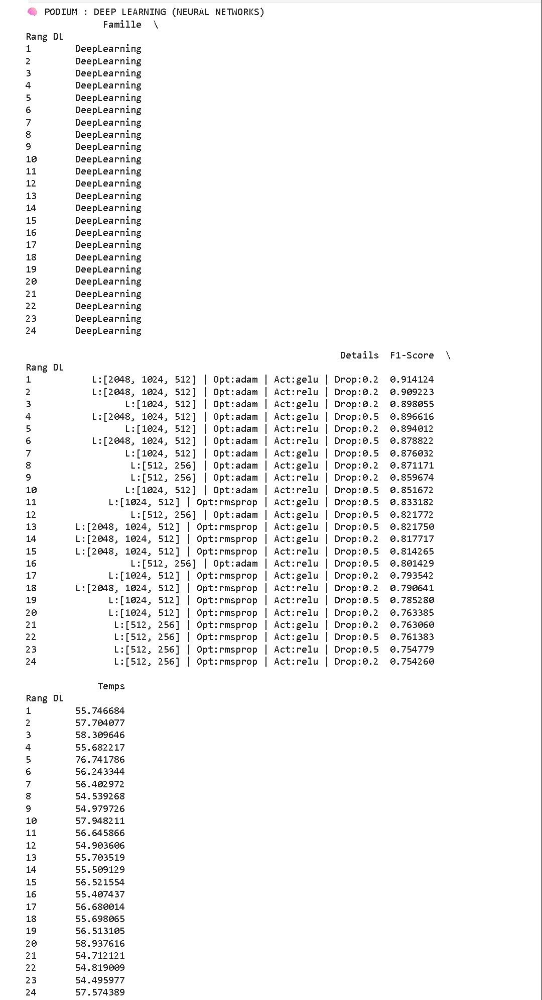 🧠 PODIUM : DEEP LEARNING (NEURAL NETWORKS)
Famille \
Rang DL
1 DeepLearning
2 DeepLearning
3 DeepLearning
4 DeepLearning
5 DeepLearning
6 DeepLearning
7 DeepLearning
8 DeepLearning
9 DeepLearning
10 DeepLearning
11 DeepLearning
12 DeepLearning
13 DeepLearning
14 DeepLearning
15 DeepLearning
16 DeepLearning
17 DeepLearning
18 DeepLearning
19 DeepLearning
20 DeepLearning
21 DeepLearning
22 DeepLearning
23 DeepLearning
24 DeepLearning
Details F1-Score \
Rang DL
1 L:[2048, 1024, 512] | Opt:adam | Act:gelu | Drop:0.2 0.914124
2 L:[2048, 1024, 512] | Opt:adam | Act:relu | Drop:0.2 0.909223
3 L:[1024, 512] | Opt:adam | Act:gelu | Drop:0.2 0.898055
4 L:[2048, 1024, 512] | Opt:adam | Act:gelu | Drop:0.5 0.896616
5 L:[1024, 512] | Opt:adam | Act:relu | Drop:0.2 0.894012
6 L:[2048, 1024, 512] | Opt:adam | Act:relu | Drop:0.5 0.878822
7 L:[1024, 512] | Opt:adam | Act:gelu | Drop:0.5 0.876032
8 L:[512, 256] | Opt:adam | Act:gelu | Drop:0.2 0.871171
9 L:[512, 256] | Opt:adam | Act:relu | Drop:0.2 0.859674
10 L:[1024, 512] | Opt:adam | Act:relu | Drop:0.5 0.851672
11 L:[1024, 512] | Opt:rmsprop | Act:gelu | Drop:0.5 0.833182
12 L:[512, 256] | Opt:adam | Act:gelu | Drop:0.5 0.821772
13 L:[2048, 1024, 512] | Opt:rmsprop | Act:gelu | Drop:0.5 0.821750
14 L:[2048, 1024, 512] | Opt:rmsprop | Act:gelu | Drop:0.2 0.817717
15 L:[2048, 1024, 512] | Opt:rmsprop | Act:relu | Drop:0.5 0.814265
16 L:[512, 256] | Opt:adam | Act:relu | Drop:0.5 0.801429
17 L:[1024, 512] | Opt:rmsprop | Act:gelu | Drop:0.2 0.793542
18 L:[2048, 1024, 512] | Opt:rmsprop | Act:relu | Drop:0.2 0.790641
19 L:[1024, 512] | Opt:rmsprop | Act:relu | Drop:0.5 0.785280
20 L:[1024, 512] | Opt:rmsprop | Act:relu | Drop:0.2 0.763385
21 L:[512, 256] | Opt:rmsprop | Act:gelu | Drop:0.2 0.763060
22 L:[512, 256] | Opt:rmsprop | Act:gelu | Drop:0.5 0.761383
23 L:[512, 256] | Opt:rmsprop | Act:relu | Drop:0.5 0.754779
24 L:[512, 256] | Opt:rmsprop | Act:relu | Drop:0.2 0.754260
Temps
Rang DL
1 55.746684
2 57.704077
3 58.309646
4 55.682217
5 76.741786
6 56.243344
7 56.402972
8 54.539268
9 54.979726
10 57.948211
11 56.645866
12 54.903606
13 55.703519
14 55.509129
15 56.521554
16 55.407437
17 56.680014
18 55.698065
19 56.513105
20 58.937616
21 54.712121
22 54.819009
23 54.495977
24 57.574389